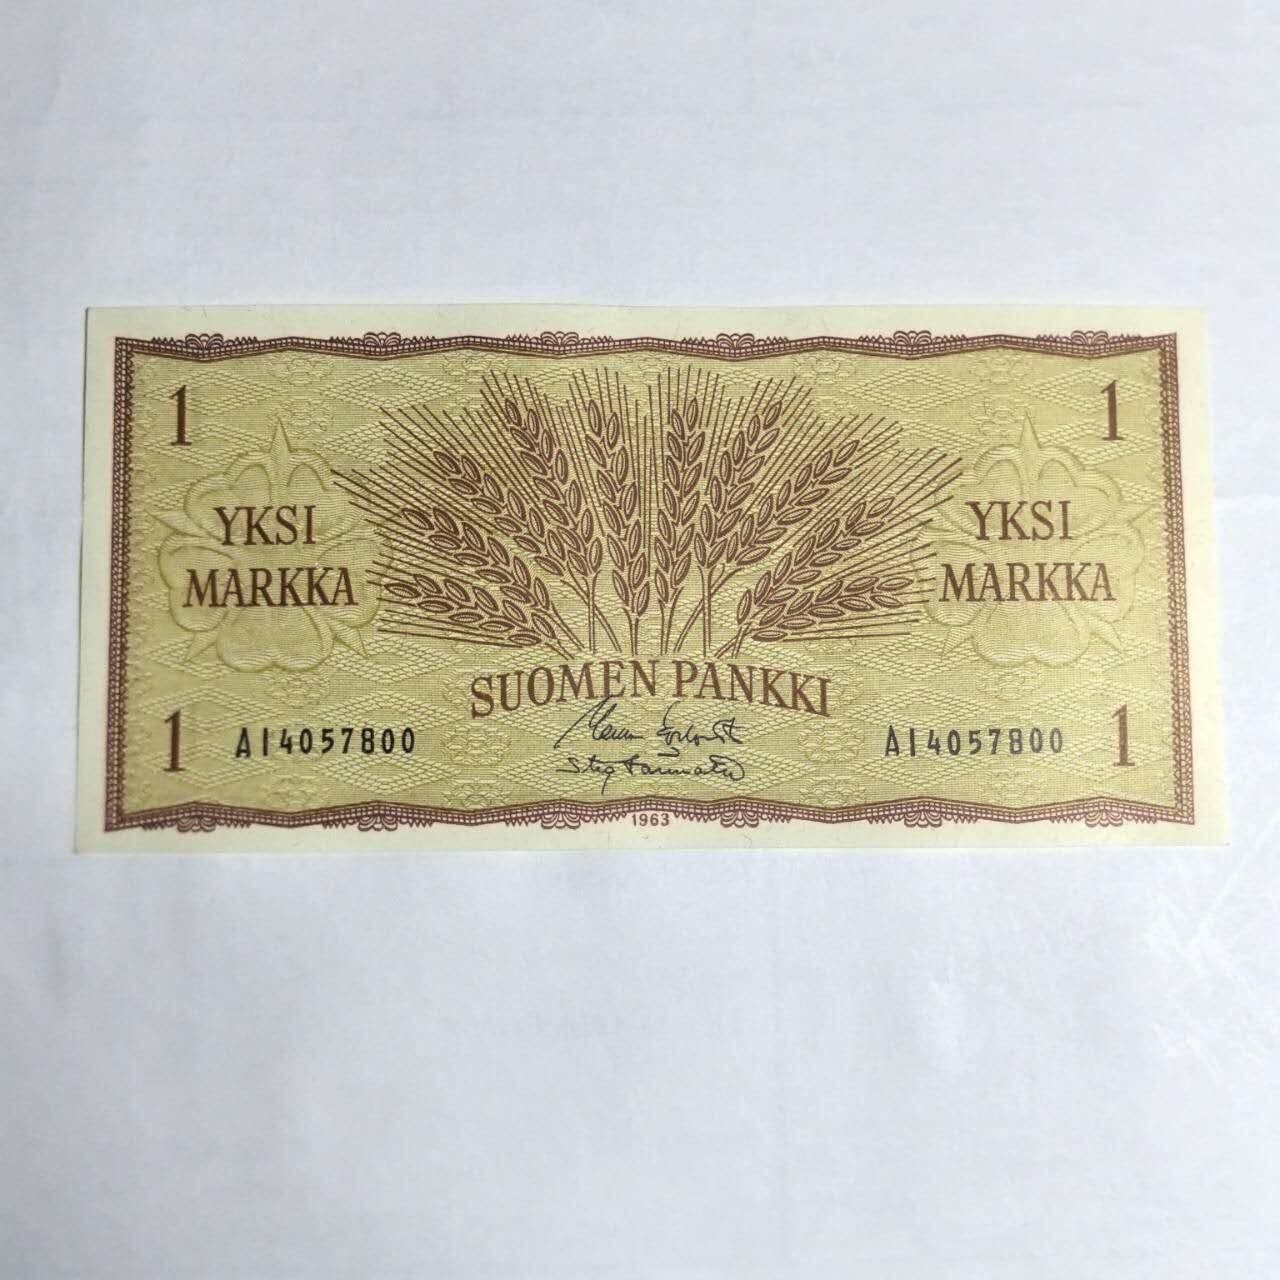 1
1
YKSI
MARKKA
YKSI
MARKKA
SUOMEN PANKKI
1
A14057800
A14057800
1
1963